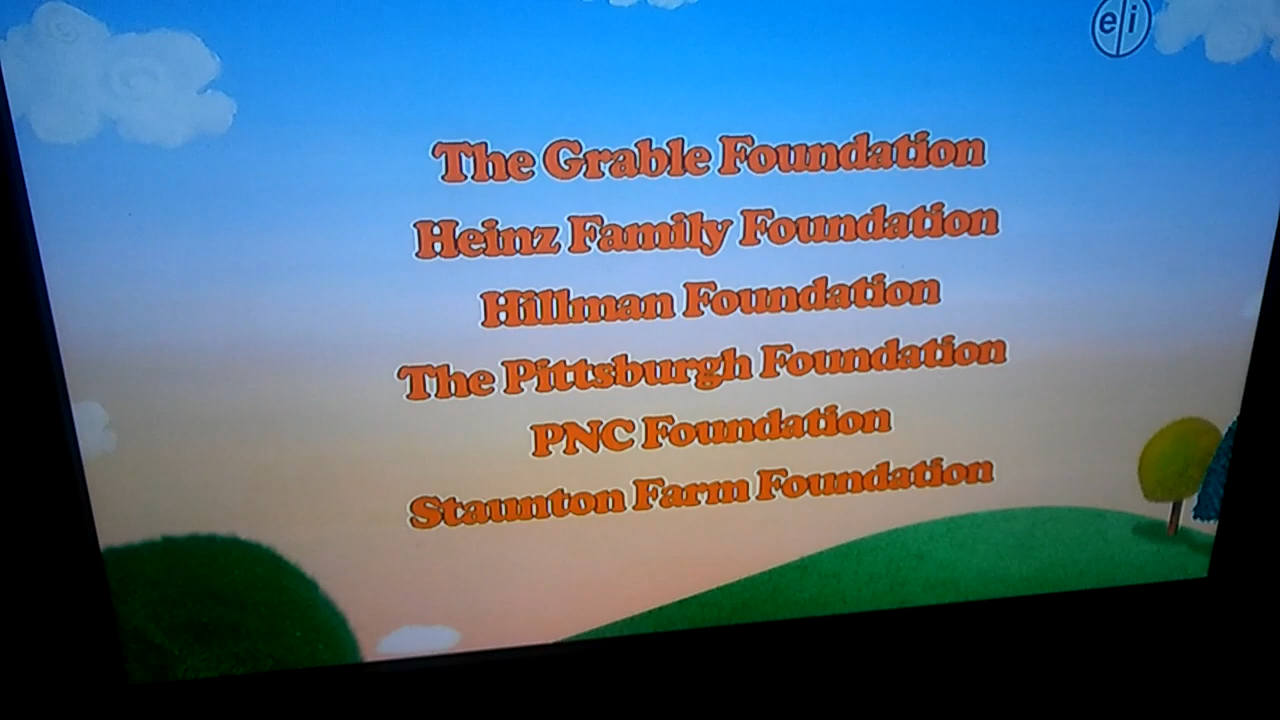 e/i
The Grable Foundation
Heinz Family Foundation
Hillman Foundation
The Pittsburgh Foundation
PNC Foundation
Staunton Farm Foundation